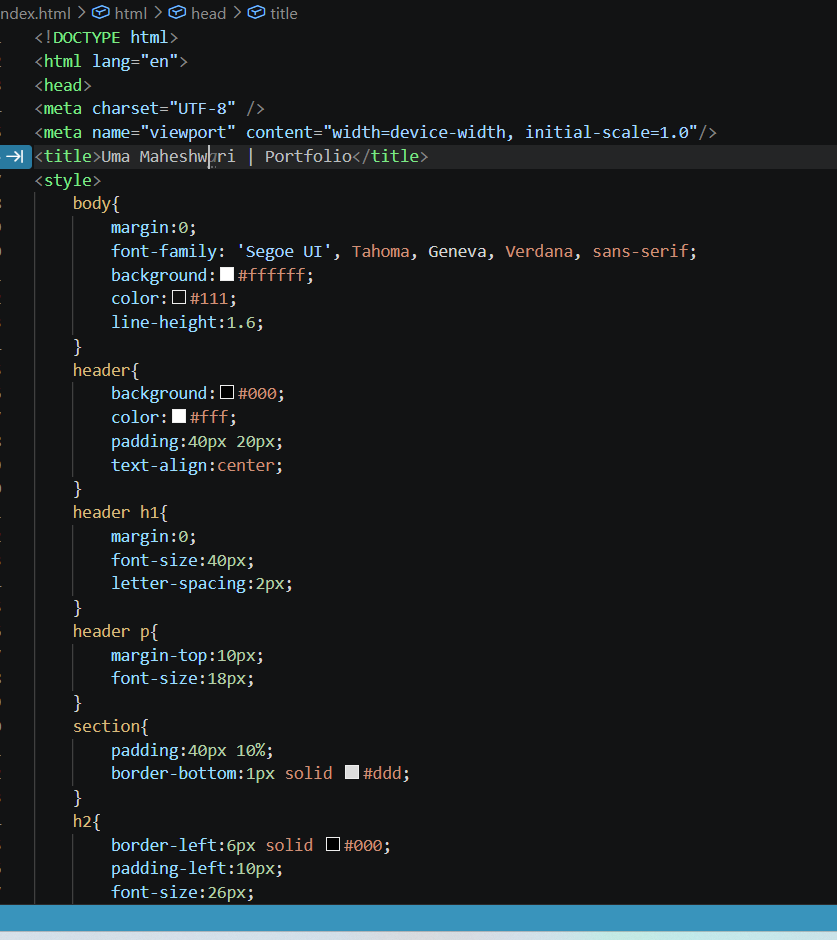 ndex.html > html > head > title
<!DOCTYPE html>
<html lang="en">
<head>
<meta charset="UTF-8" />
<meta name="viewport" content="width=device-width, initial-scale=1.0"/>
<title>Uma Maheshwari | Portfolio</title>
<style>
body{
margin:0;
font-family: 'Segoe UI', Tahoma, Geneva, Verdana, sans-serif;
background:#ffffff;
color:#111;
line-height:1.6;
}
header{
background:#000;
color:#fff;
padding:40px 20px;
text-align:center;
}
header h1{
margin:0;
font-size:40px;
letter-spacing:2px;
}
header p{
margin-top:10px;
font-size:18px;
}
section{
padding:40px 10%;
border-bottom:1px solid #ddd;
}
h2{
border-left:6px solid #000;
padding-left:10px;
font-size:26px;